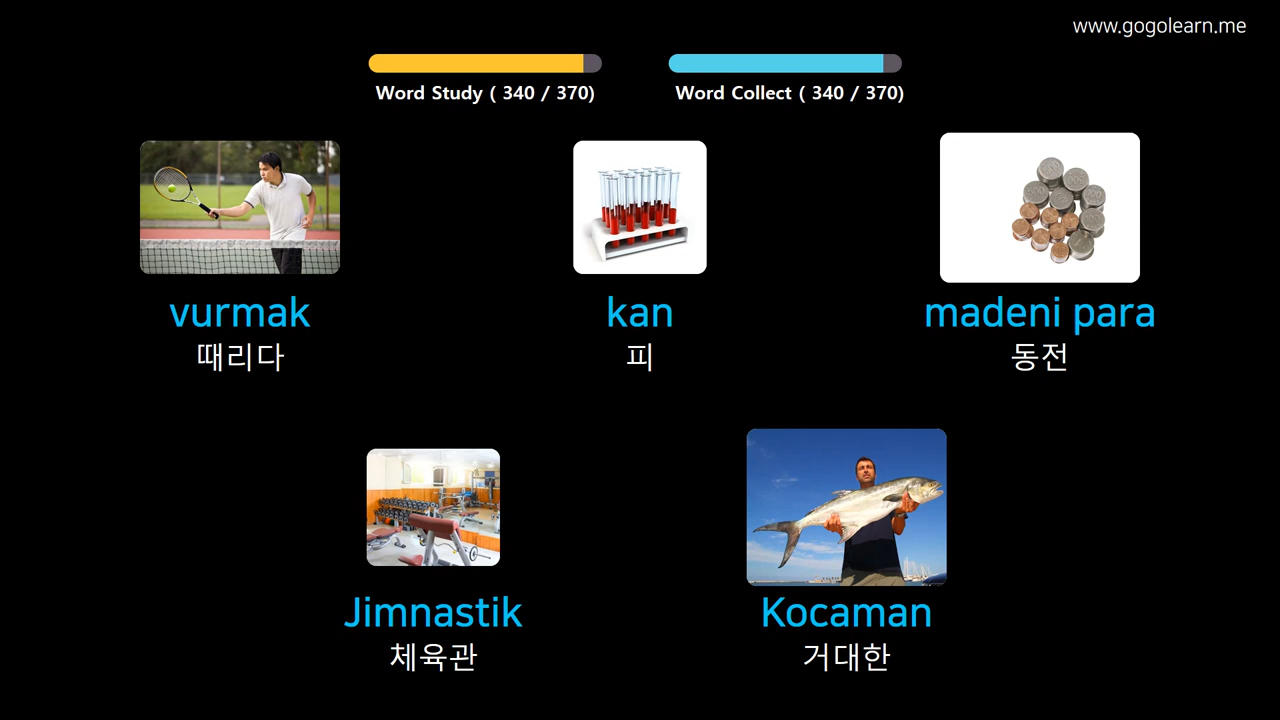 www.gogolearn.me
Word Study ( 340 / 370)
Word Collect ( 340 / 370)
vurmak
때리다
kan
피
madeni para
동전
Jimnastik
체육관
Kocaman
거대한